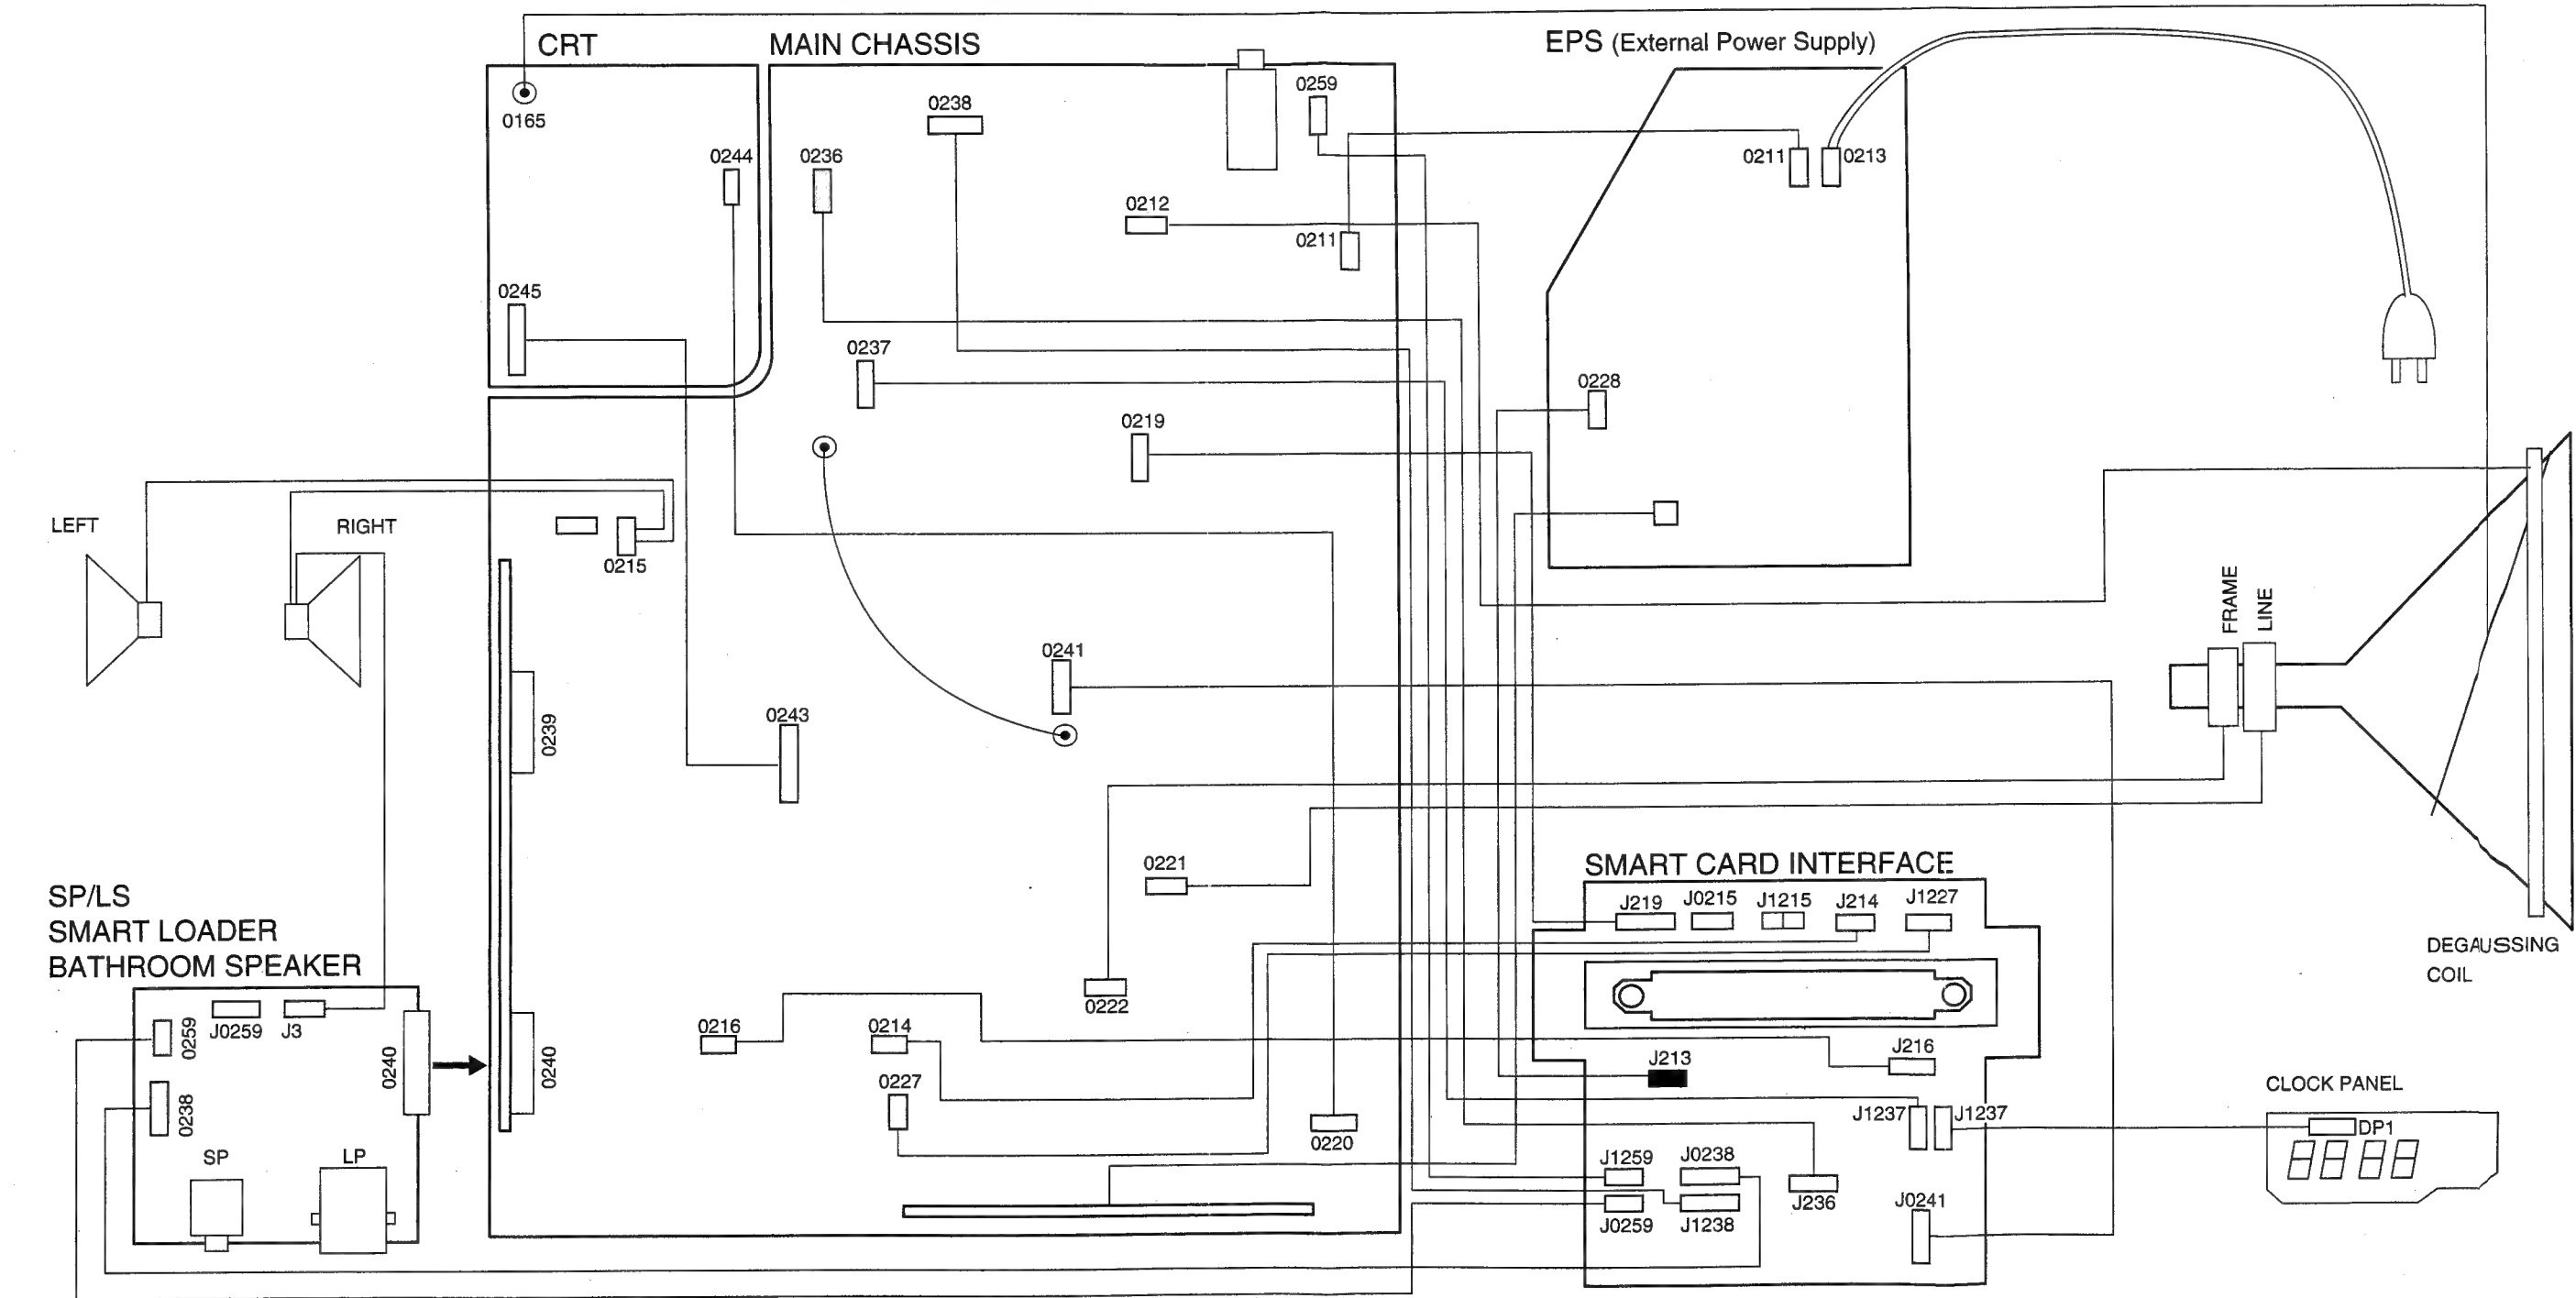 CRT
MAIN CHASSIS
EPS (External Power Supply)
0165
0244
0236
0238
0259
0211
0213
0212
0211
0245
0237
0228
0219
LEFT
RIGHT
0215
FRAME
LINE
0241
0239
0243
0221
SMART CARD INTERFACE
J219
J0215
J1215
J214
J1227
SP/LS
SMART LOADER
BATHROOM SPEAKER
DEGAUSSING
COIL
0222
0259
J0259
J3
0240
0240
0216
0214
J213
J216
0227
0238
CLOCK PANEL
J1237
J1237
DP1
8888
0220
SP
LP
J1259
J0238
J236
J0241
J0259
J1238